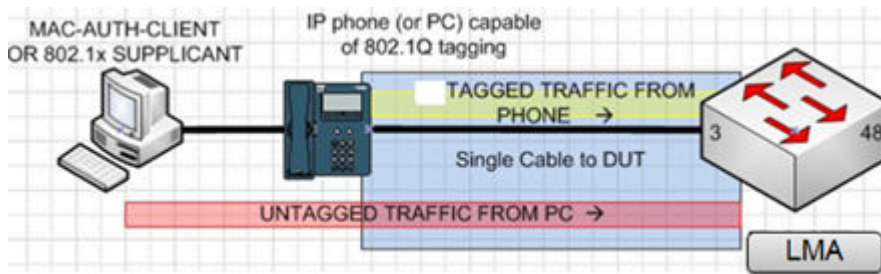 MAC-AUTH-CLIENT
OR 802.1x SUPPLICANT
IP phone (or PC) capable
of 802.1Q tagging
TAGGED TRAFFIC FROM
PHONE →
3
48
Single Cable to DUT
UNTAGGED TRAFFIC FROM PC →
LMA